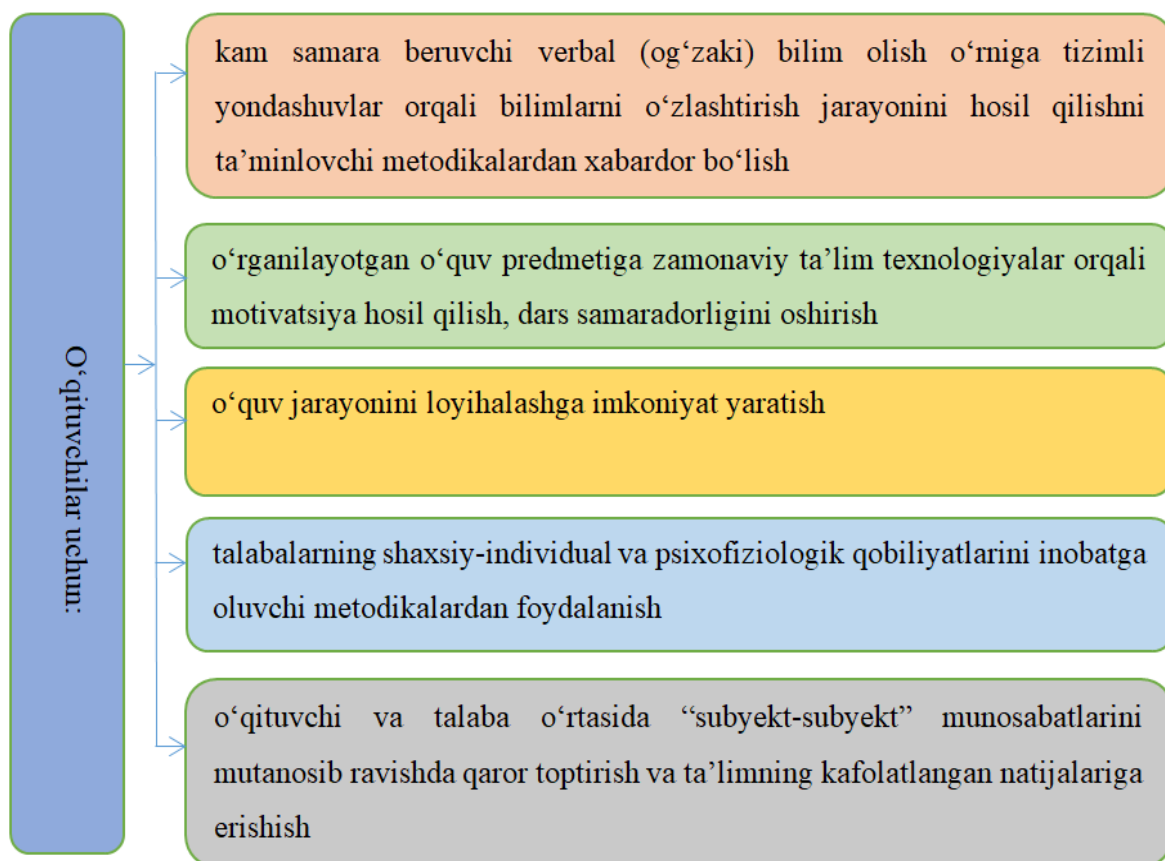 O‘qituvchilar uchun:
kam samara beruvchi verbal (og‘zaki) bilim olish o‘rniga tizimli
yondashuvlar orqali bilimlarni o‘zlashtirish jarayonini hosil qilishni
ta’minlovchi metodikalardan xabardor bo‘lish
o‘rganilayotgan o‘quv predmetiga zamonaviy ta’lim texnologiyalar orqali
motivatsiya hosil qilish, dars samaradorligini oshirish
o‘quv jarayonini loyihalashga imkoniyat yaratish
talabalarning shaxsiy-individual va psixofiziologik qobiliyatlarini inobatga
oluvchi metodikalardan foydalanish
o‘qituvchi va talaba o‘rtasida “subyekt-subyekt” munosabatlarini
mutanosib ravishda qaror toptirish va ta’limning kafolatlangan natijalariga
erishish